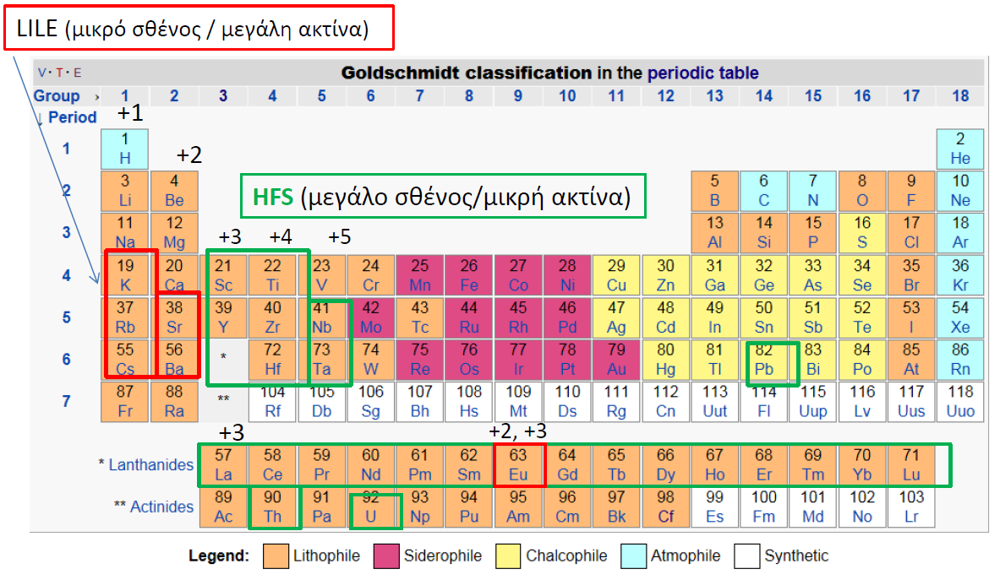 LILE (μικρό σθένος / μεγάλη ακτίνα)
V · T · E Goldschmidt classification in the periodic table
Group › 1 2 3 4 5 6 7 8 9 10 11 12 13 14 15 16 17 18
↓ Period +1
1 1 2
H He
+2
2 3 4 5 6 7 8 9 10
Li Be B C N O F Ne
HFS (μεγάλο σθένος/μικρή ακτίνα)
3 11 12 13 14 15 16 17 18
Na Mg Al Si P S Cl Ar
+3 +4 +5
4 19 20 21 22 23 24 25 26 27 28 29 30 31 32 33 34 35 36
K Ca Sc Ti V Cr Mn Fe Co Ni Cu Zn Ga Ge As Se Br Kr
5 37 38 39 40 41 42 43 44 45 46 47 48 49 50 51 52 53 54
Rb Sr Y Zr Nb Mo Tc Ru Rh Pd Ag Cd In Sn Sb Te I Xe
6 55 56 * 72 73 74 75 76 77 78 79 80 81 82 83 84 85 86
Cs Ba Hf Ta W Re Os Ir Pt Au Hg Tl Pb Bi Po At Rn
7 87 88 ** 104 105 106 107 108 109 110 111 112 113 114 115 116 117 118
Fr Ra Rf Db Sg Bh Hs Mt Ds Rg Cn Uut Fl Uup Lv Uus Uuo
+3 +2, +3
* Lanthanides 57 58 59 60 61 62 63 64 65 66 67 68 69 70 71
La Ce Pr Nd Pm Sm Eu Gd Tb Dy Ho Er Tm Yb Lu
** Actinides 89 90 91 92 93 94 95 96 97 98 99 100 101 102 103
Ac Th Pa U Np Pu Am Cm Bk Cf Es Fm Md No Lr
Legend: Lithophile Siderophile Chalcophile Atmophile Synthetic